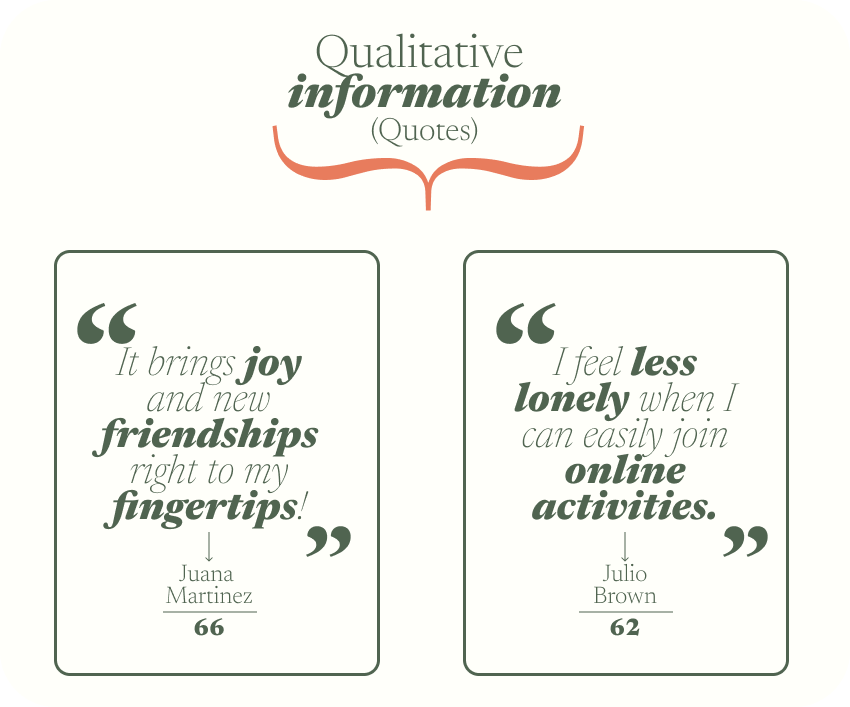 Qualitative
information
(Quotes)
“
It brings joy
and new
friendships
right to my
fingertips!
”
Juana
Martinez
66
“
I feel less
lonely when I
can easily join
online
activities.
”
Julio
Brown
62